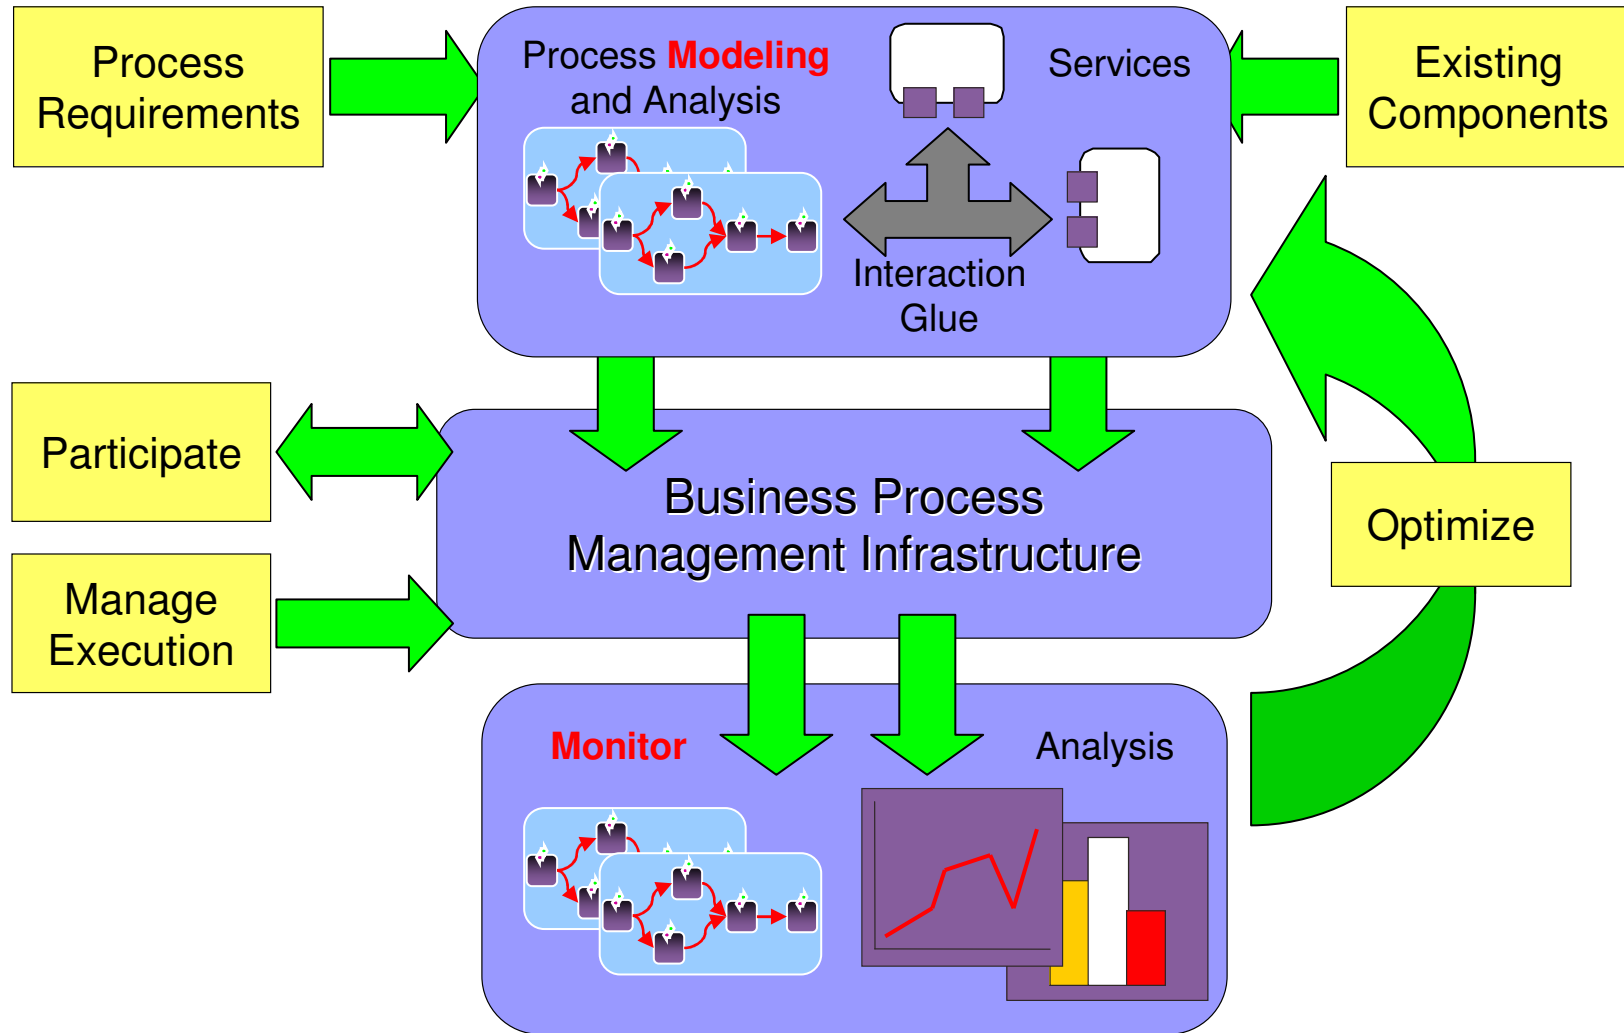 Process
Requirements
Process Modeling
and Analysis
Services
Existing
Components
Interaction
Glue
Participate
Business Process
Management Infrastructure
Optimize
Manage
Execution
Monitor
Analysis